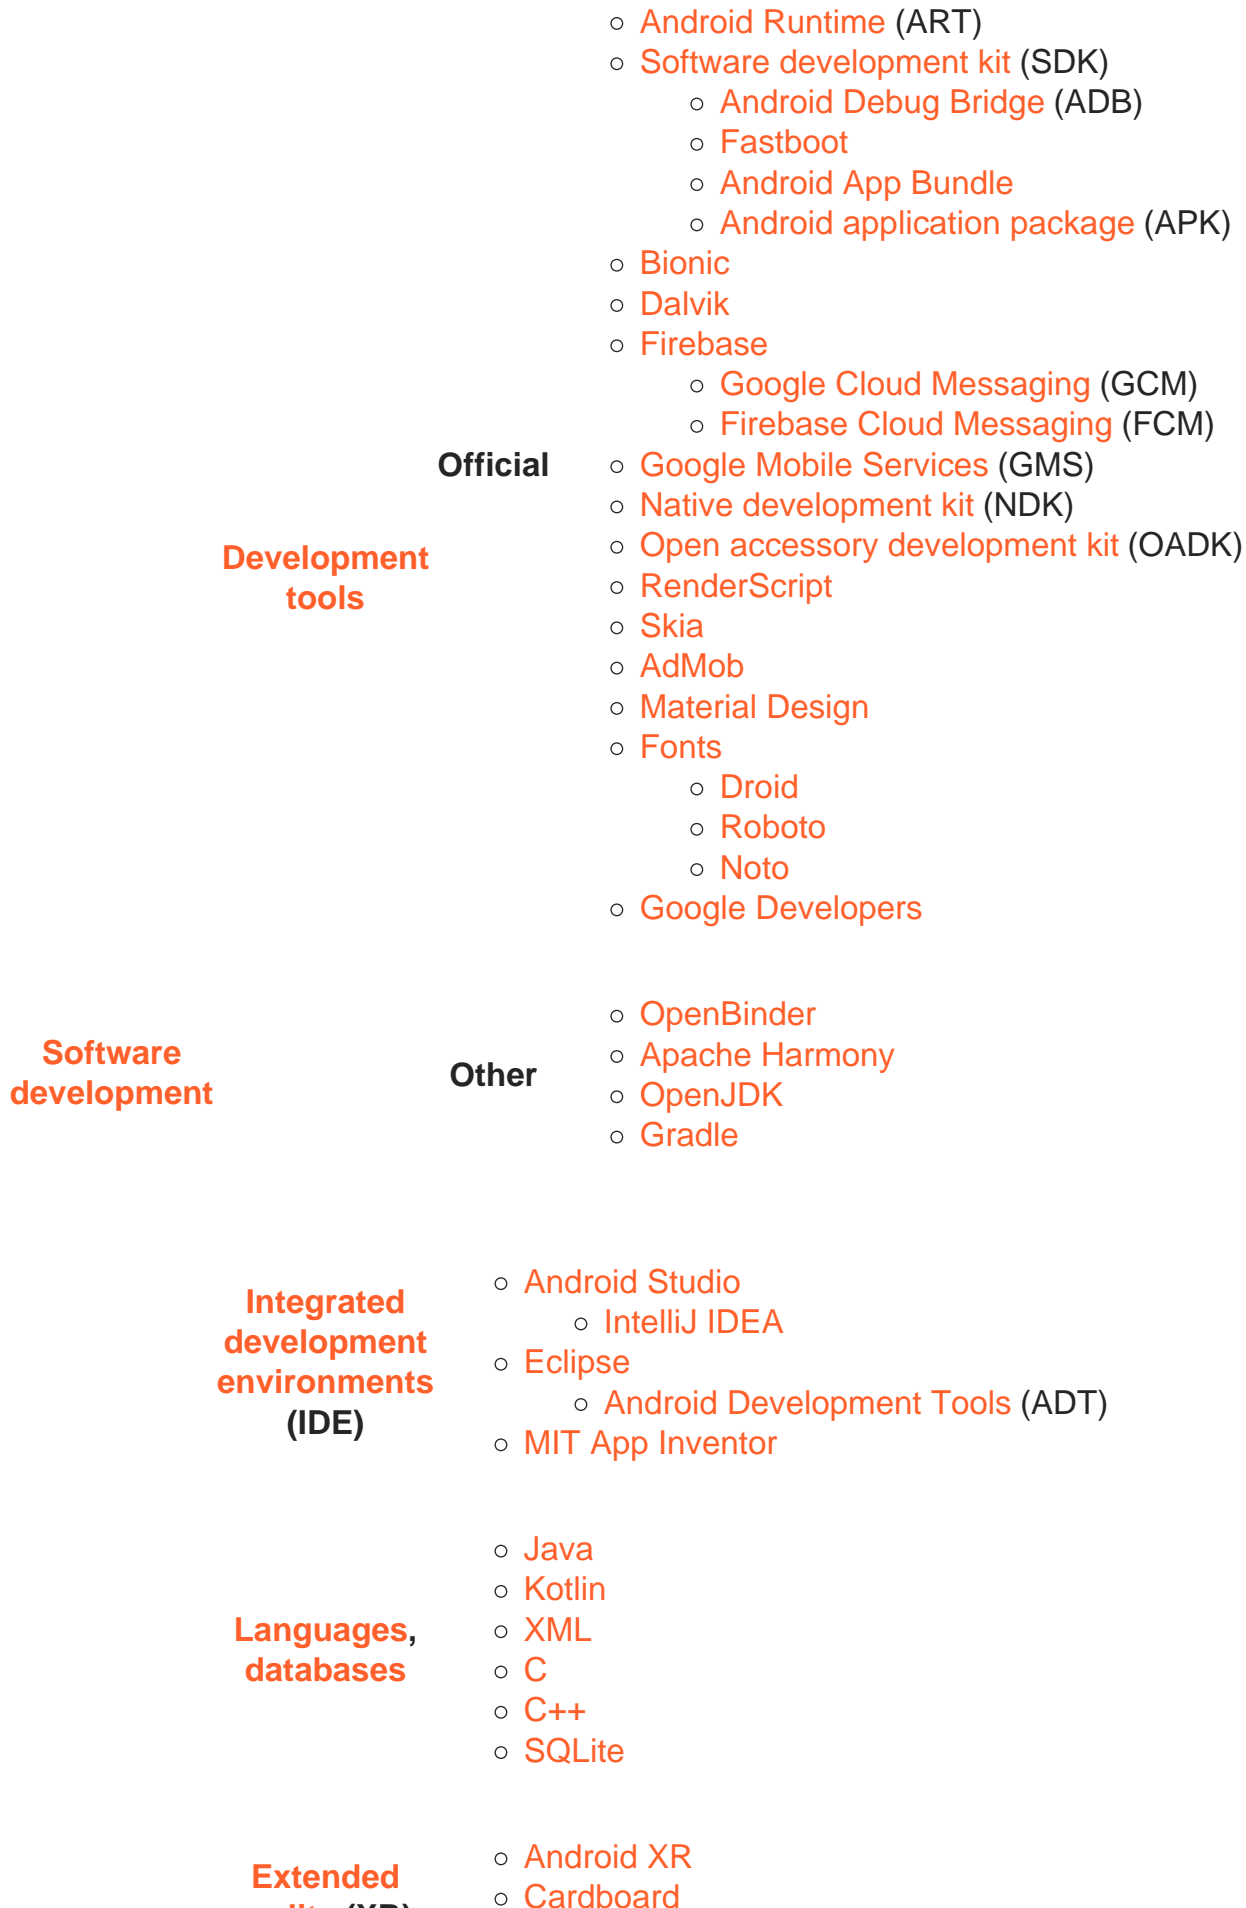 Software
development
Development
tools
Official
Android Runtime (ART)
Software development kit (SDK)
Android Debug Bridge (ADB)
Fastboot
Android App Bundle
Android application package (APK)
Bionic
Dalvik
Firebase
Google Cloud Messaging (GCM)
Firebase Cloud Messaging (FCM)
Google Mobile Services (GMS)
Native development kit (NDK)
Open accessory development kit (OADK)
RenderScript
Skia
AdMob
Material Design
Fonts
Droid
Roboto
Noto
Google Developers
Other
OpenBinder
Apache Harmony
OpenJDK
Gradle
Integrated
development
environments
(IDE)
Android Studio
IntelliJ IDEA
Eclipse
Android Development Tools (ADT)
MIT App Inventor
Languages,
databases
Java
Kotlin
XML
C
C++
SQLite
Extended
(XR)
Android XR
Cardboard